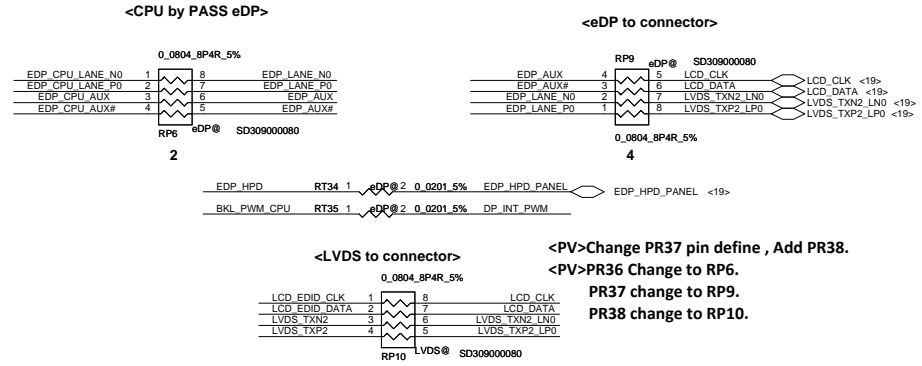 <CPU by PASS eDP>
0_0804_8P4R_5%
EDP_CPU_LANE_N0 1 8 EDP_LANE_N0
EDP_CPU_LANE_P0 2 7 EDP_LANE_P0
EDP_CPU_AUX 3 6 EDP_AUX
EDP_CPU_AUX# 4 5 EDP_AUX#
RP6 eDP@ SD309000080
2
<eDP to connector>
RP9 eDP@ SD309000080
EDP_AUX 4 5 LCD_CLK LCD_CLK <19>
EDP_AUX# 3 6 LCD_DATA LCD_DATA <19>
EDP_LANE_N0 2 7 LVDS_TXN2_LN0 LVDS_TXN2_LN0 <19>
EDP_LANE_P0 1 8 LVDS_TXP2_LP0 LVDS_TXP2_LP0 <19>
0_0804_8P4R_5%
4
EDP_HPD RT34 1 eDP@ 2 0_0201_5% EDP_HPD_PANEL EDP_HPD_PANEL <19>
BKL_PWM_CPU RT35 1 eDP@ 2 0_0201_5% DP_INT_PWM
<LVDS to connector>
0_0804_8P4R_5%
LCD_EDID_CLK 1 8 LCD_CLK
LCD_EDID_DATA 2 7 LCD_DATA
LVDS_TXN2 3 6 LVDS_TXN2_LN0
LVDS_TXP2 4 5 LVDS_TXP2_LP0
RP10 LVDS@ SD309000080
<PV>Change PR37 pin define , Add PR38.
<PV>PR36 Change to RP6.
PR37 change to RP9.
PR38 change to RP10.